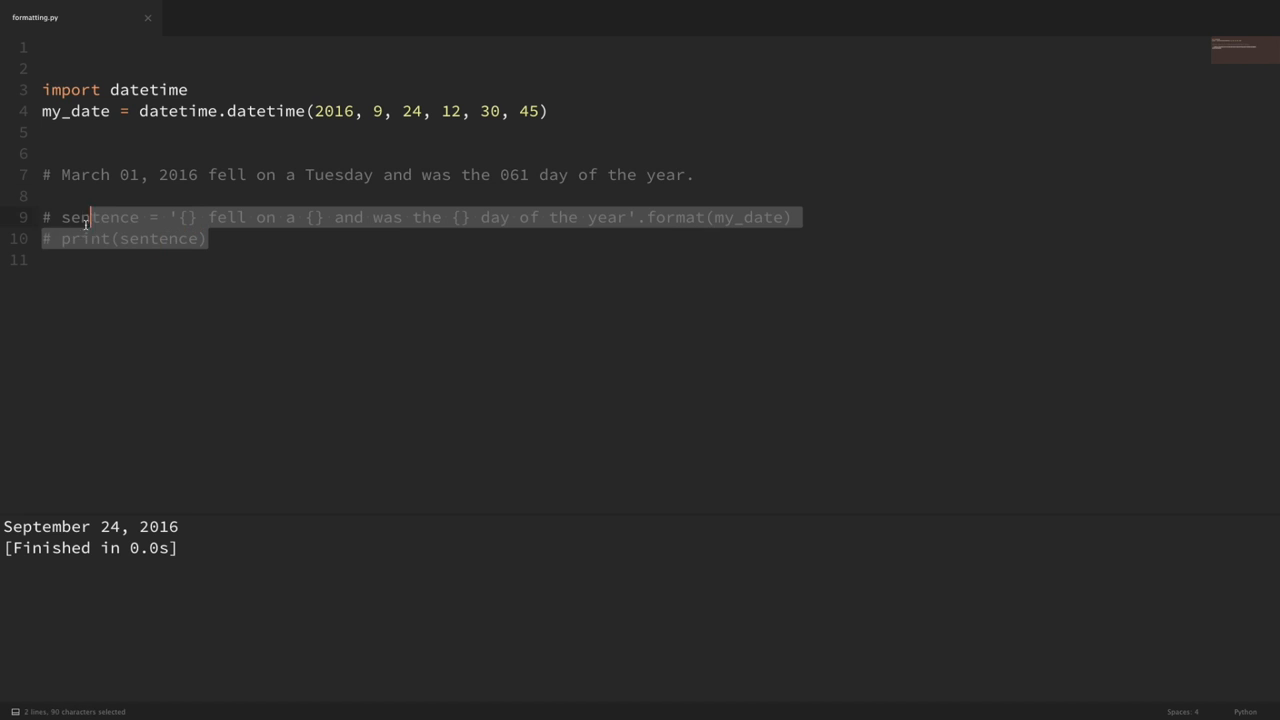 formatting.py ×
1
2
3 import datetime
4 my_date = datetime.datetime(2016, 9, 24, 12, 30, 45)
5
6
7 # March 01, 2016 fell on a Tuesday and was the 061 day of the year.
8
9 # sentence = '{} fell on a {} and was the {} day of the year'.format(my_date)
10 # print(sentence)
11
September 24, 2016
[Finished in 0.0s]
2 lines, 90 characters selected Spaces: 4 Python